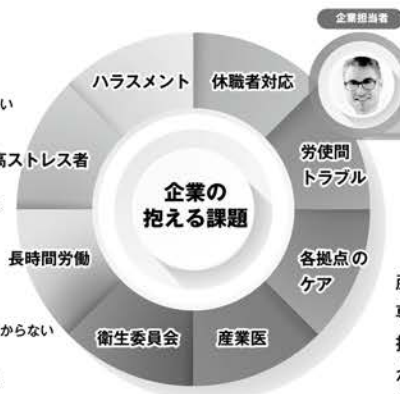 企業担当者
ハラスメント
休職者対応
い
高ストレス者
労使間
トラブル
企業の
抱える課題
長時間労働
各拠点の
ケア
からない
衛生委員会
産業医